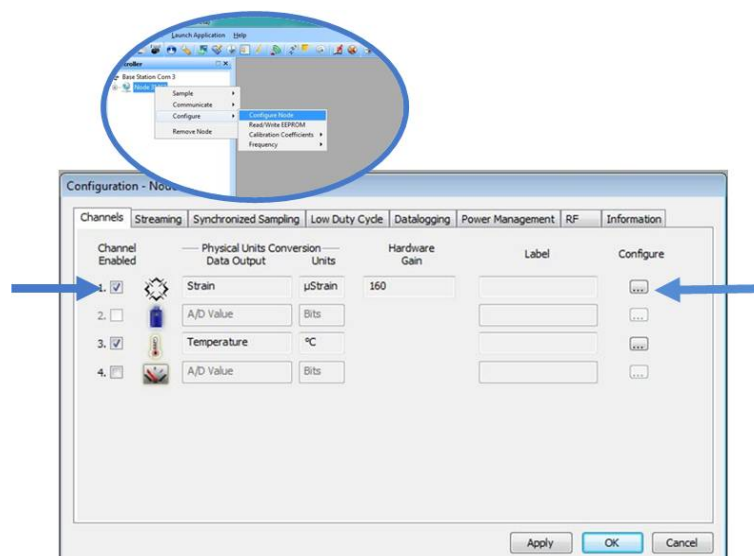 Launch Application Help
Base Station Com 3
Node
Sample
Communicate
Configure
Remove Node
Configure Node
Read/Write EEPROM
Calibration Coefficients
Frequency
Configuration - Node
Channels Streaming Synchronized Sampling Low Duty Cycle Datalogging Power Management RF Information
Channel Enabled
Physical Units Conversion
Data Output Units
Hardware Gain
Label
Configure
1. Strain µStrain 160 ...
2. A/D Value Bits ...
3. Temperature ºC ...
4. A/D Value Bits ...
Apply OK Cancel